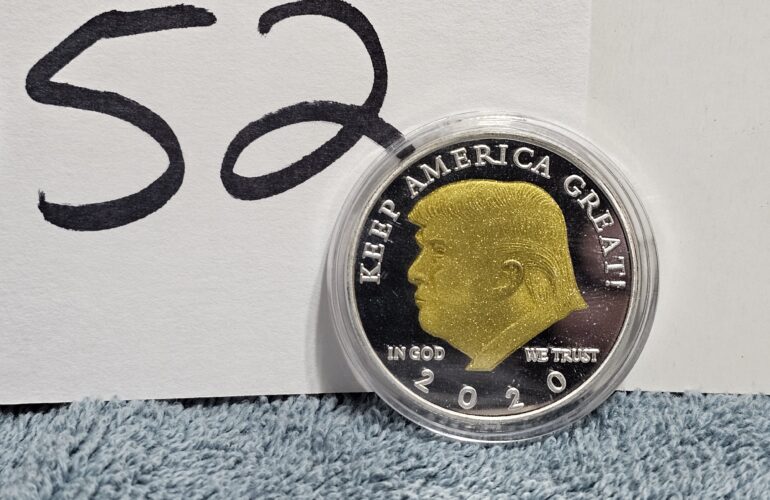 52
KEEP AMERICA GREAT!
IN GOD WE TRUST
2020